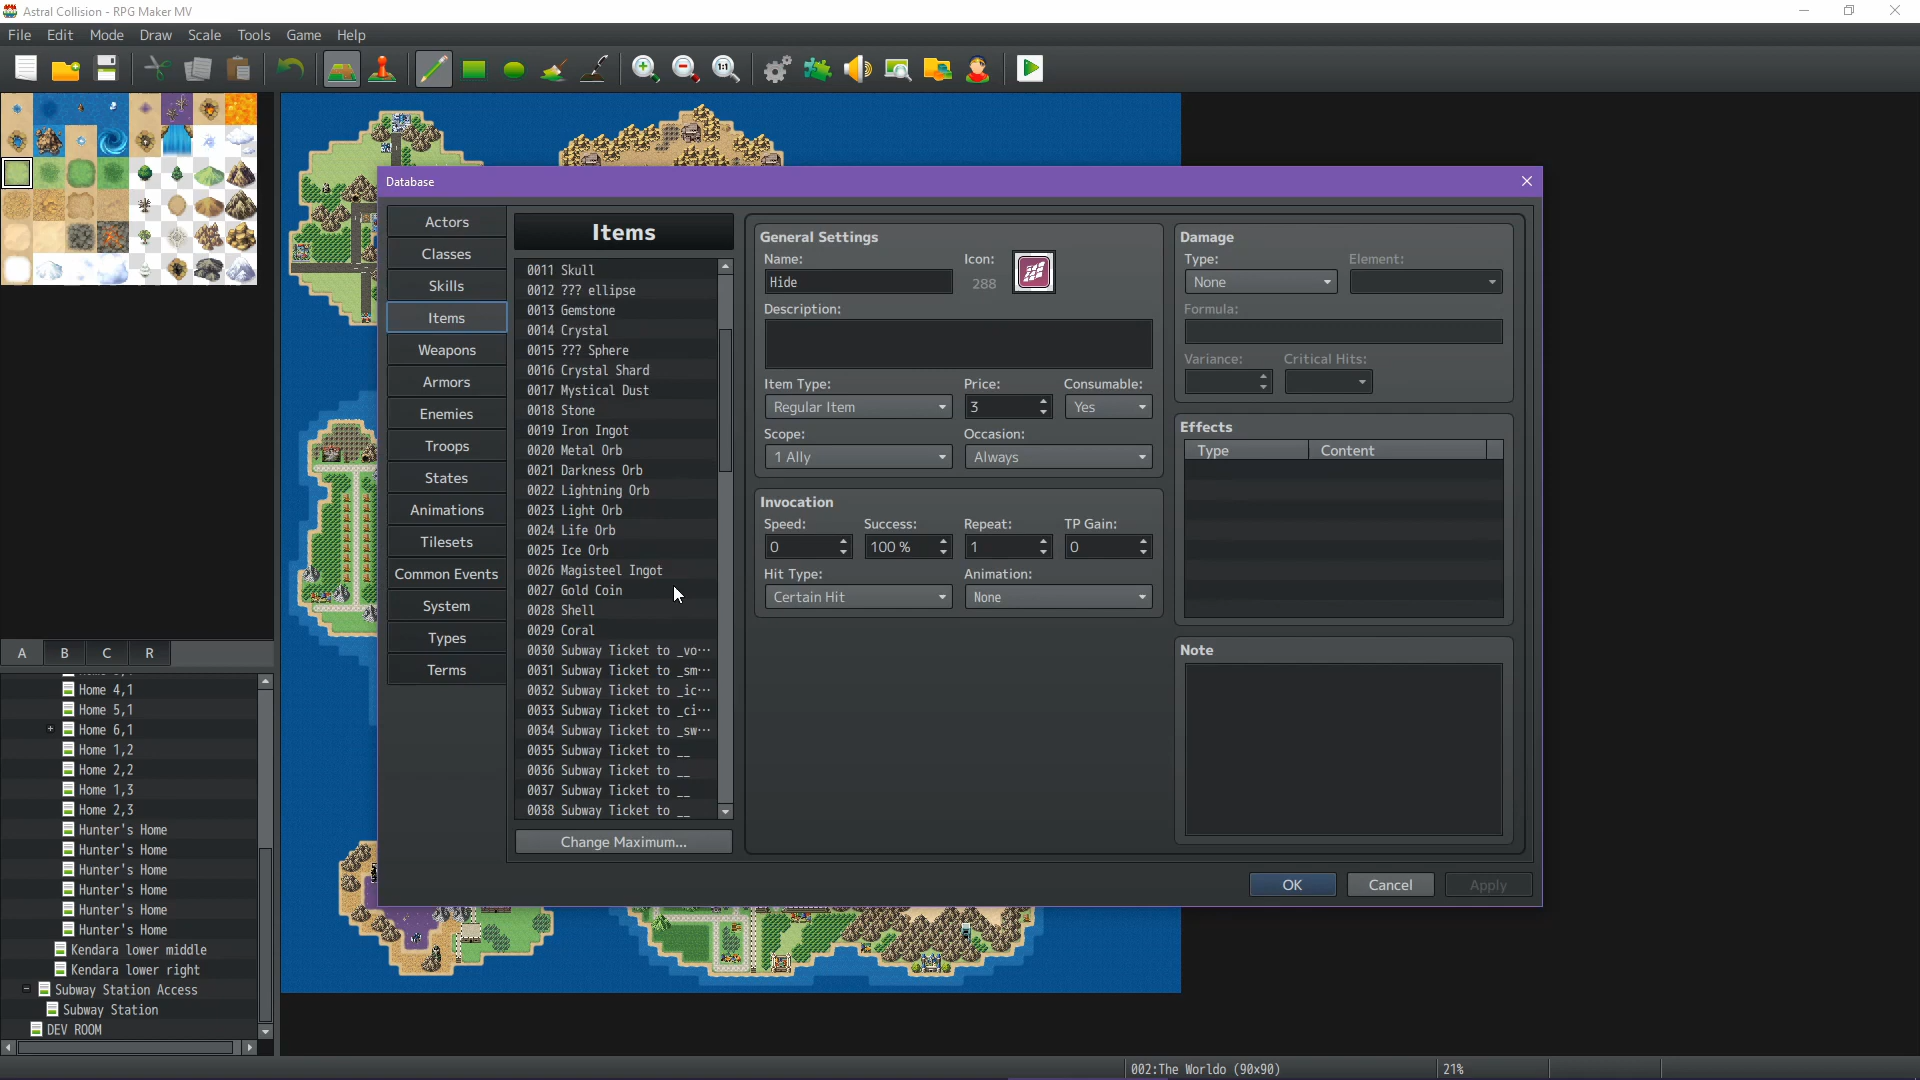 Astral Collision - RPG Maker MV
File Edit Mode Draw Scale Tools Game Help
1:1
Database
Actors
Classes
Skills
Items
Weapons
Armors
Enemies
Troops
States
Animations
Tilesets
Common Events
System
Types
Terms
Items
0011 Skull
0012 ??? ellipse
0013 Gemstone
0014 Crystal
0015 ??? Sphere
0016 Crystal Shard
0017 Mystical Dust
0018 Stone
0019 Iron Ingot
0020 Metal Orb
0021 Darkness Orb
0022 Lightning Orb
0023 Light Orb
0024 Life Orb
0025 Ice Orb
0026 Magisteel Ingot
0027 Gold Coin
0028 Shell
0029 Coral
0030 Subway Ticket to _vo…
0031 Subway Ticket to _sm…
0032 Subway Ticket to _ic…
0033 Subway Ticket to _ci…
0034 Subway Ticket to _sw…
0035 Subway Ticket to __
0036 Subway Ticket to __
0037 Subway Ticket to __
0038 Subway Ticket to __
Change Maximum...
General Settings
Name: Icon:
Hide 288
Description:
Item Type: Price: Consumable:
Regular Item 3 Yes
Scope: Occasion:
1 Ally Always
Invocation
Speed: Success: Repeat: TP Gain:
0 100 % 1 0
Hit Type: Animation:
Certain Hit None
Damage
Type: Element:
None
Formula:
Variance: Critical Hits:
Effects
Type Content
Note
OK Cancel Apply
A B C R
Home 4,1
Home 5,1
Home 6,1
Home 1,2
Home 2,2
Home 1,3
Home 2,3
Hunter's Home
Hunter's Home
Hunter's Home
Hunter's Home
Hunter's Home
Hunter's Home
Kendara lower middle
Kendara lower right
Subway Station Access
Subway Station
DEV ROOM
002:The Worldo (90x90) 21%